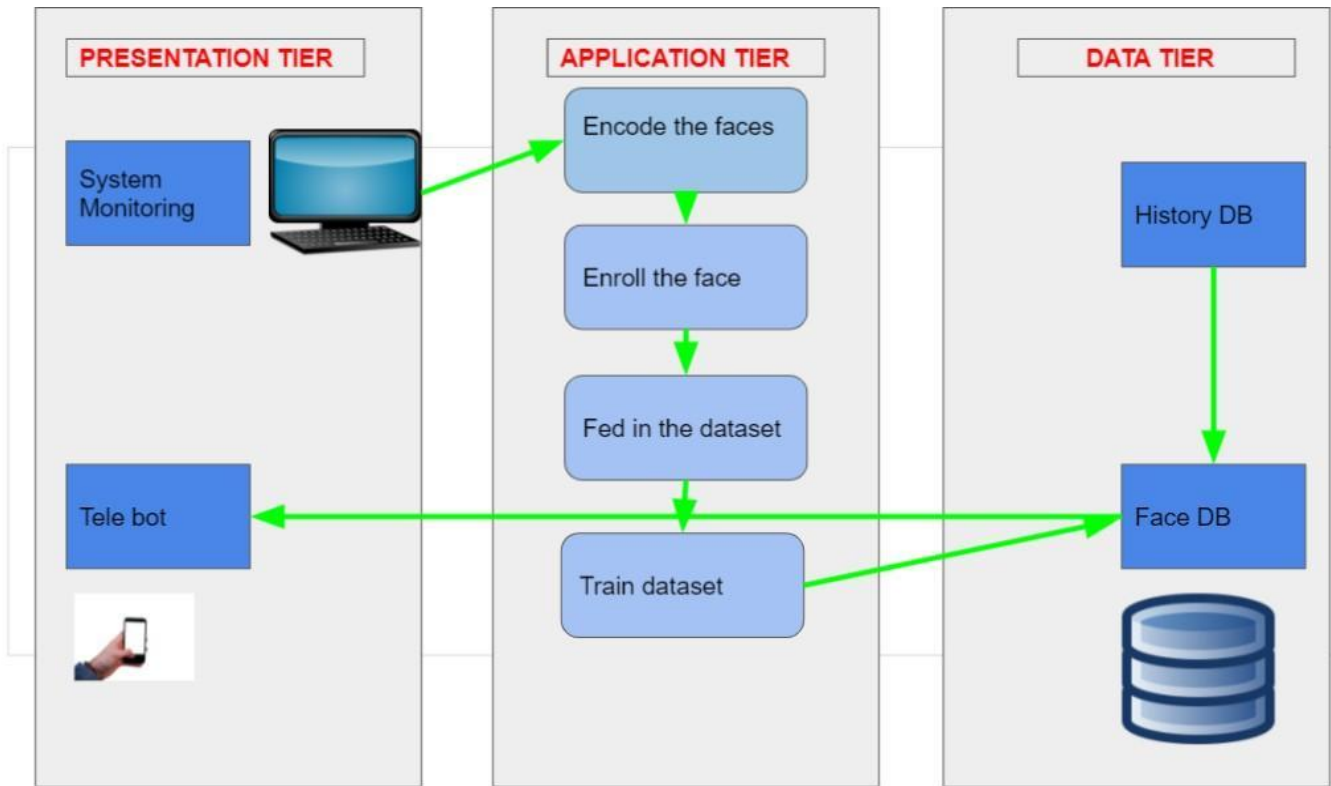 PRESENTATION TIER
System
Monitoring
Tele bot
APPLICATION TIER
Encode the faces
Enroll the face
Fed in the dataset
Train dataset
DATA TIER
History DB
Face DB